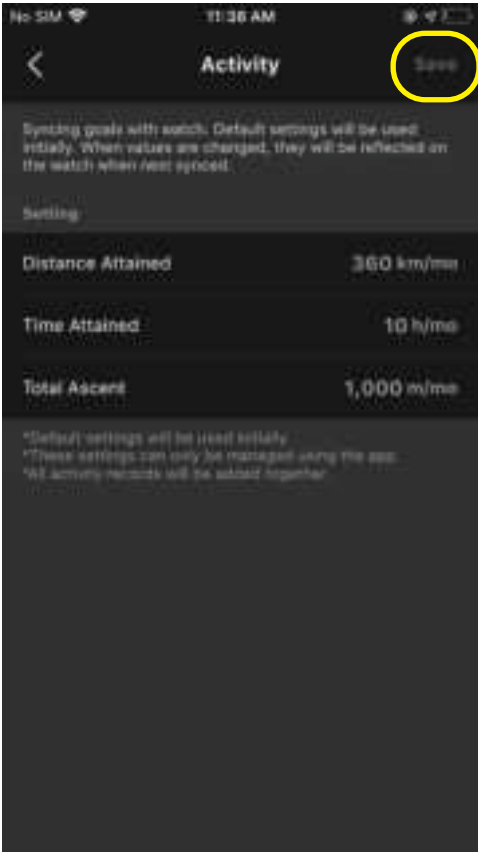 No SIM
11:38 AM
Activity
Save
Syncing goals with watch. Default settings will be used
initially. When values are changed, they will be reflected on
the watch when next synced.
Setting
Distance Attained 360 km/mo
Time Attained 10 h/mo
Total Ascent 1,000 m/mo
*Default settings will be used initially.
*These settings can only be managed using the app.
*All activity records will be added together.